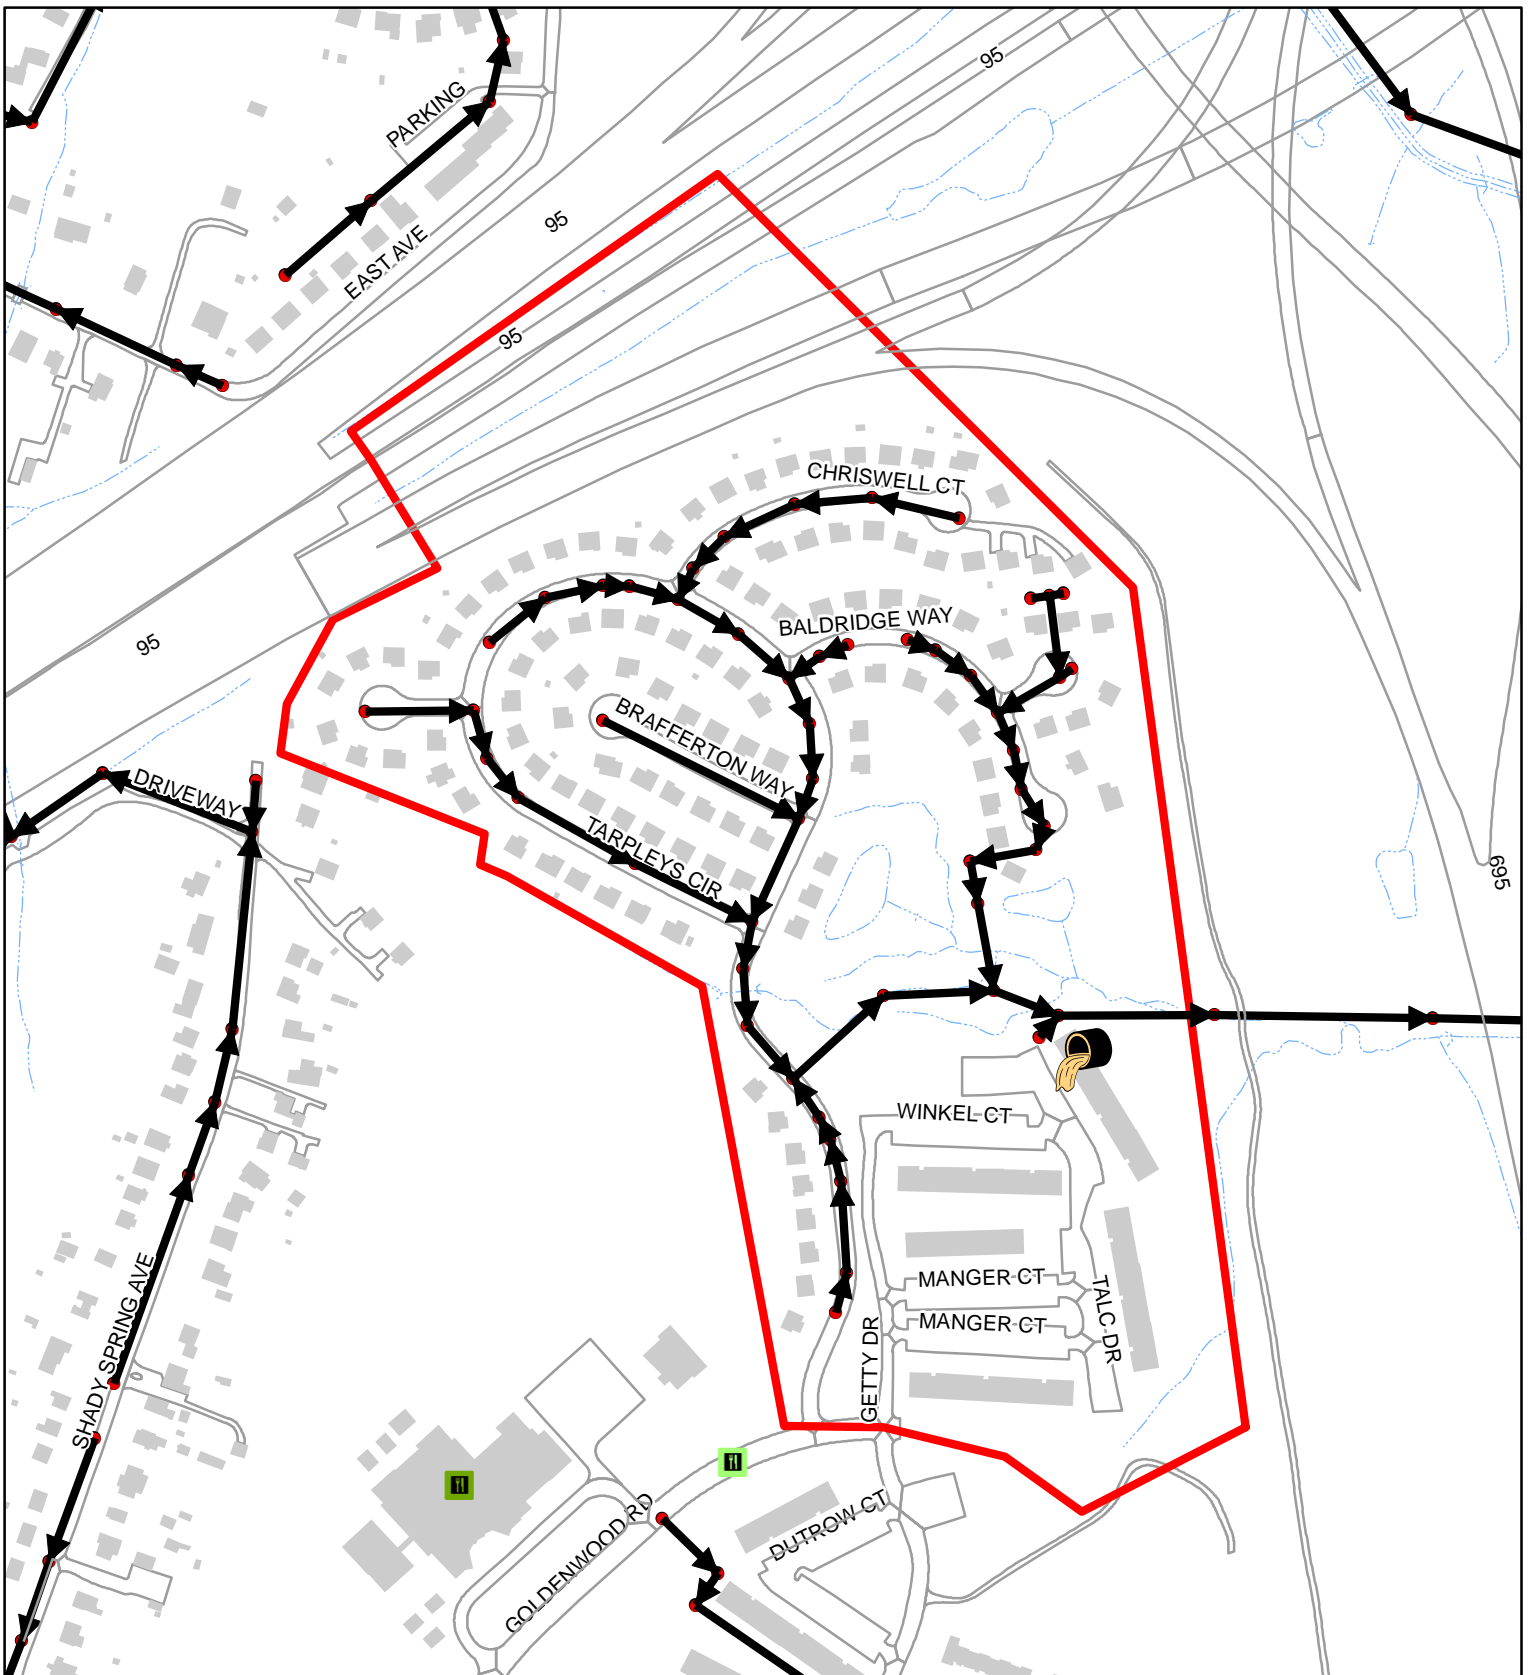 95
PARKING
95
EAST AVE
95
CHRISWELL CT
BALDRIDGE WAY
95
BRAFFERTON WAY
DRIVEWAY
TARPLEYS CIR
695
WINKEL CT
MANGER CT
MANGER CT
TALC DR
GETTY DR
SHADY SPRING AVE
GOLDENWOOD RD
DUTROW CT